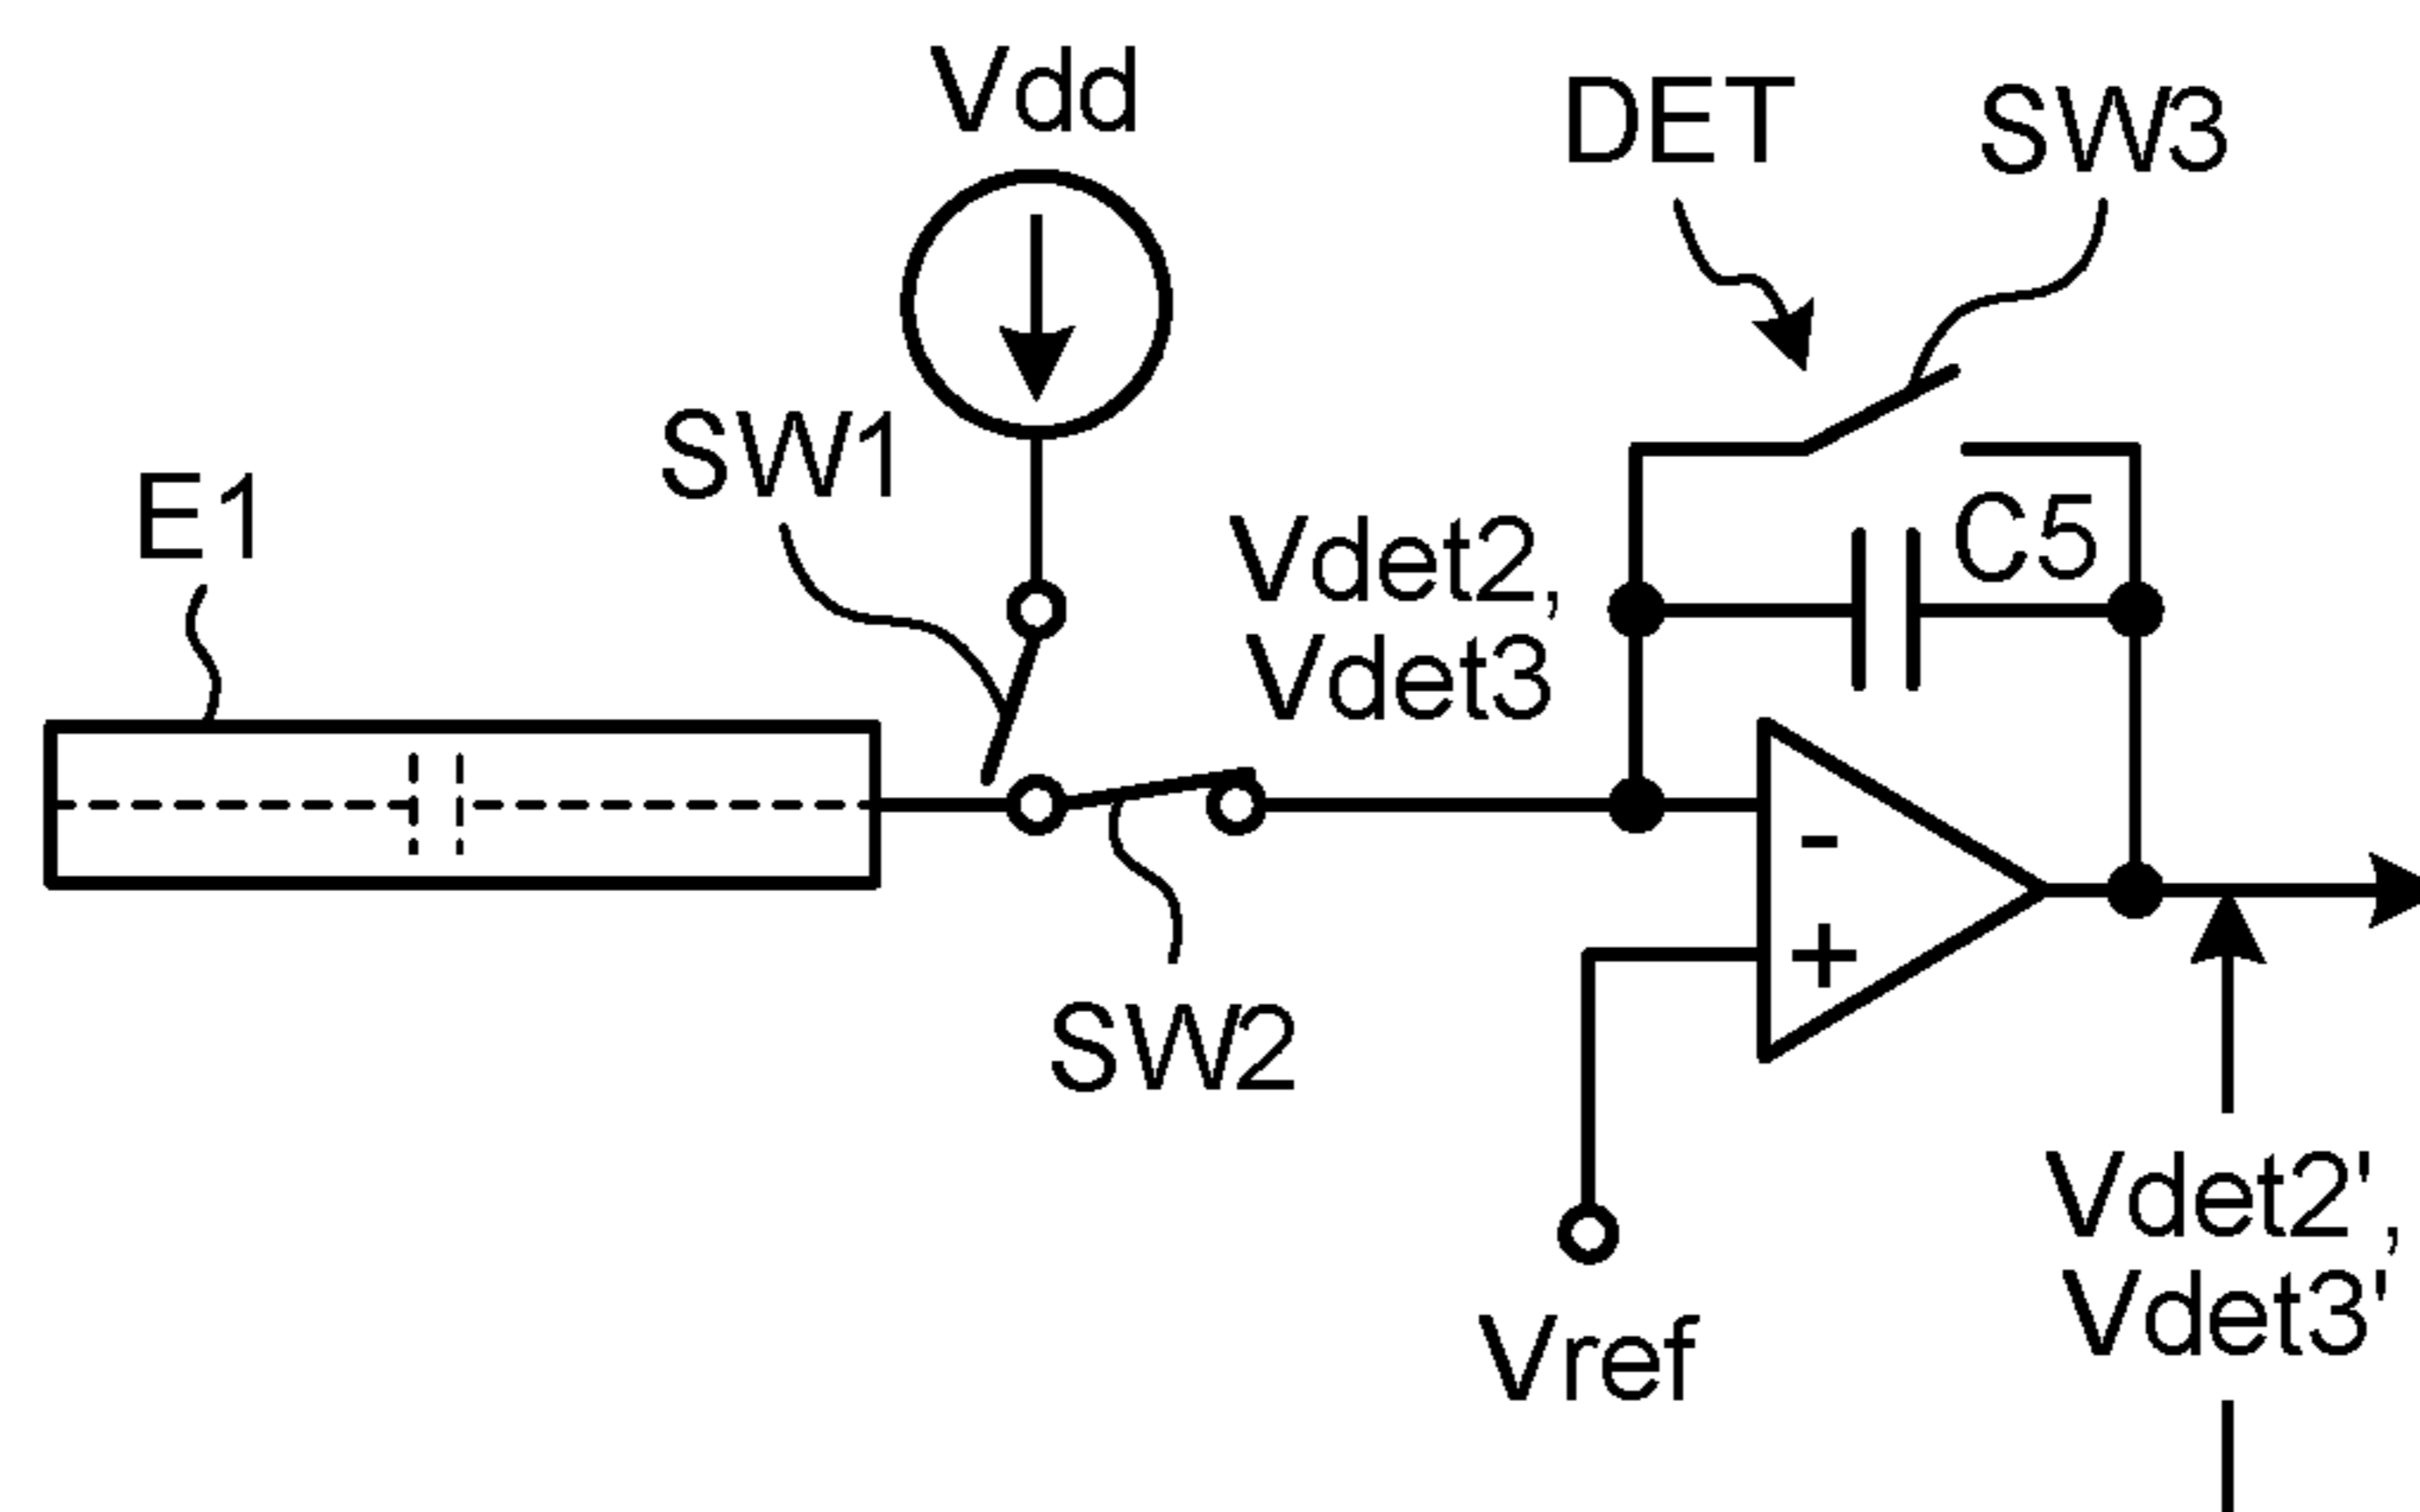 Vdd
DET
SW3
SW1
E1
C5
Vdet2,
Vdet3
-
+
SW2
Vdet2',
Vdet3'
Vref